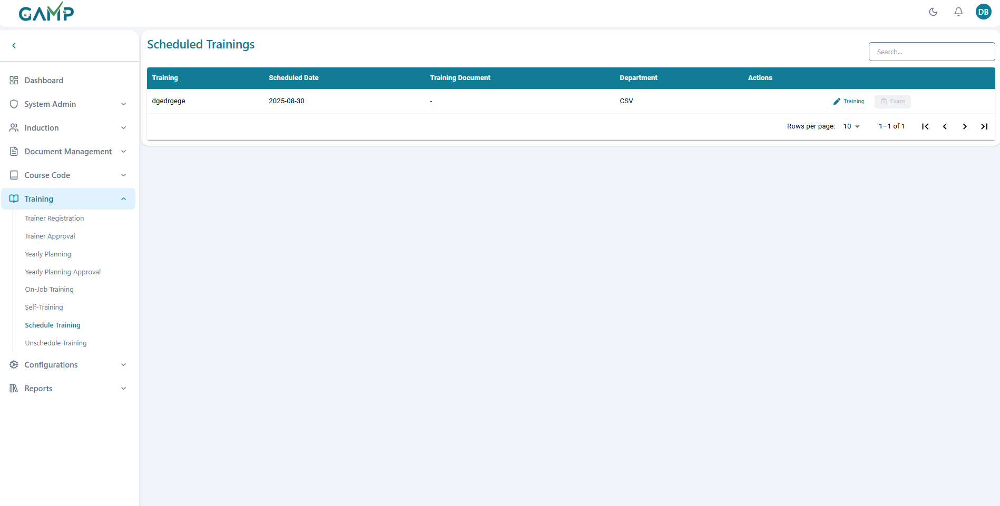 GAMP
DB
Scheduled Trainings
Search...
Dashboard
System Admin
Induction
Document Management
Course Code
Training
Trainer Registration
Trainer Approval
Yearly Planning
Yearly Planning Approval
On-Job Training
Self-Training
Schedule Training
Unschedule Training
Configurations
Reports
Training Scheduled Date Training Document Department Actions
dgedrgege 2025-08-30 - CSV Training Exam
Rows per page: 10 1–1 of 1